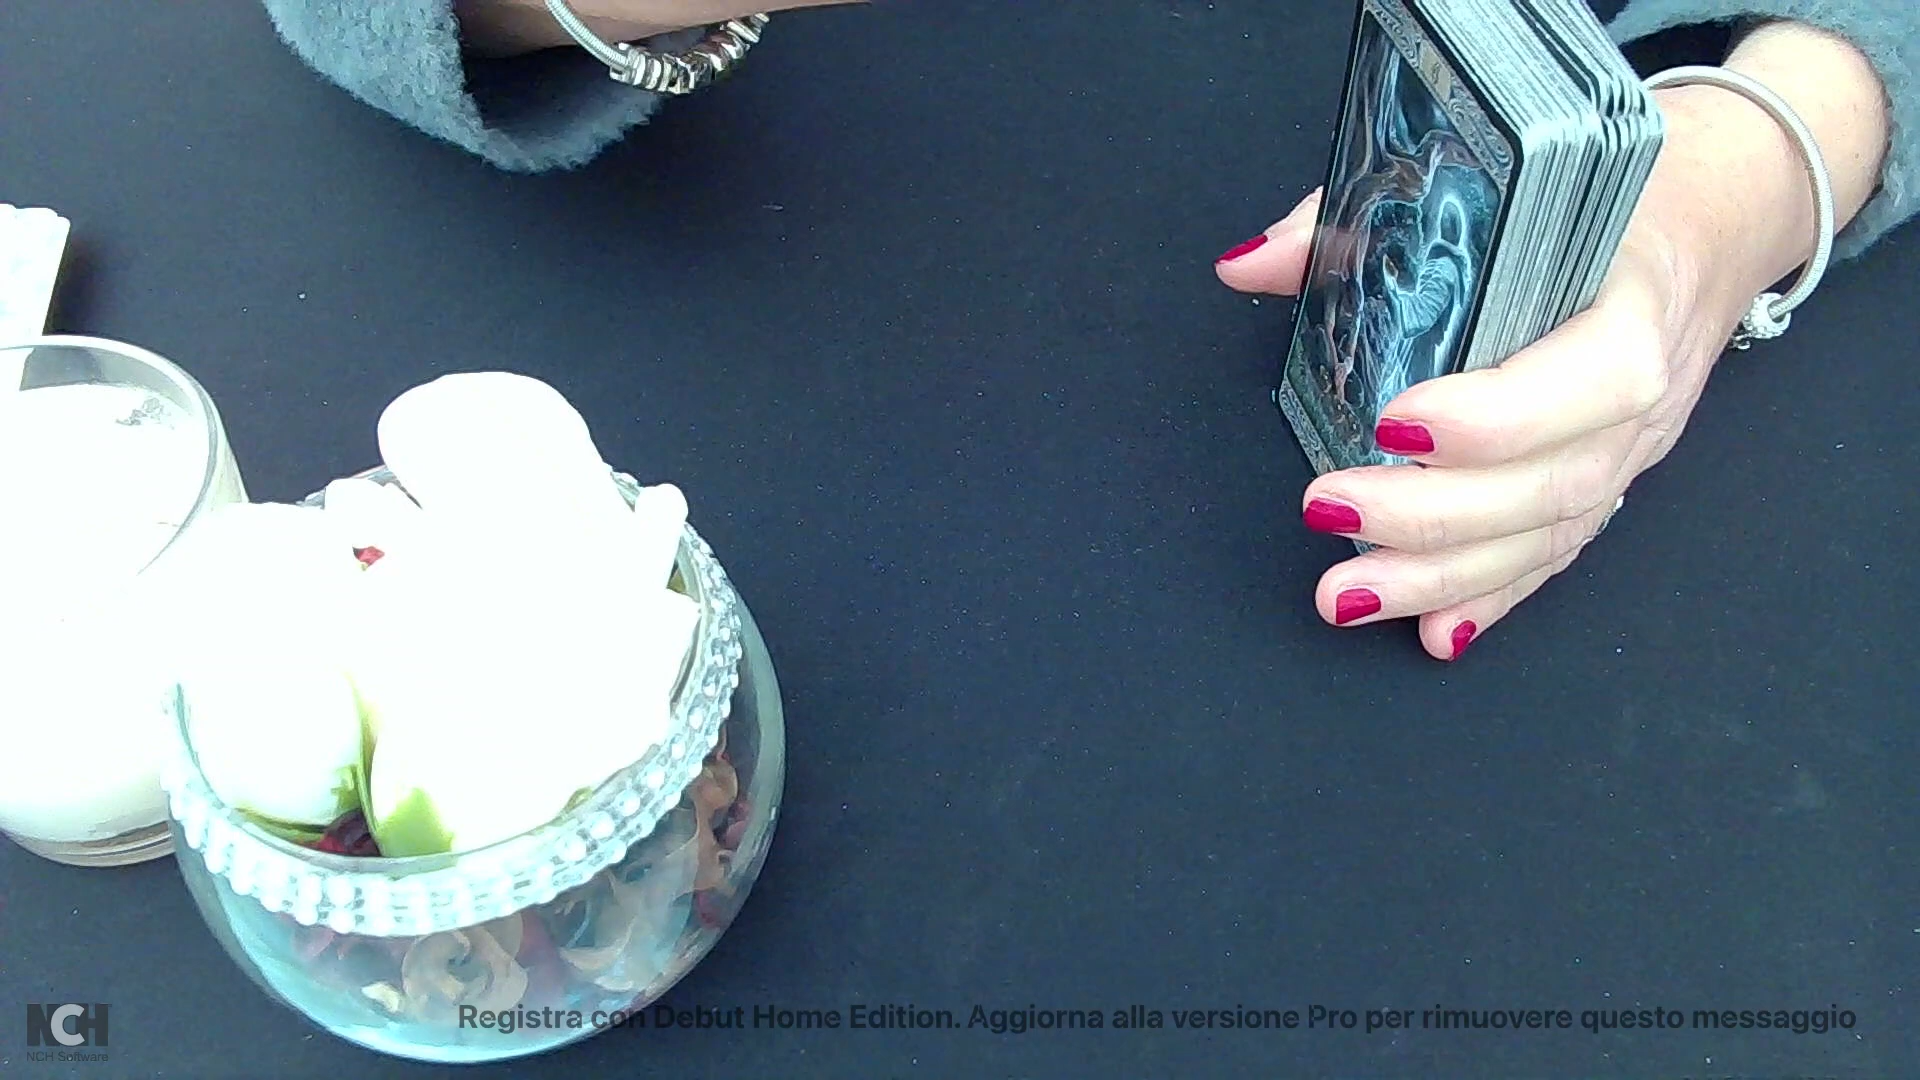 Registra con Debut Home Edition. Aggiorna alla versione Pro per rimuovere questo messaggio
NCH
NCH Software